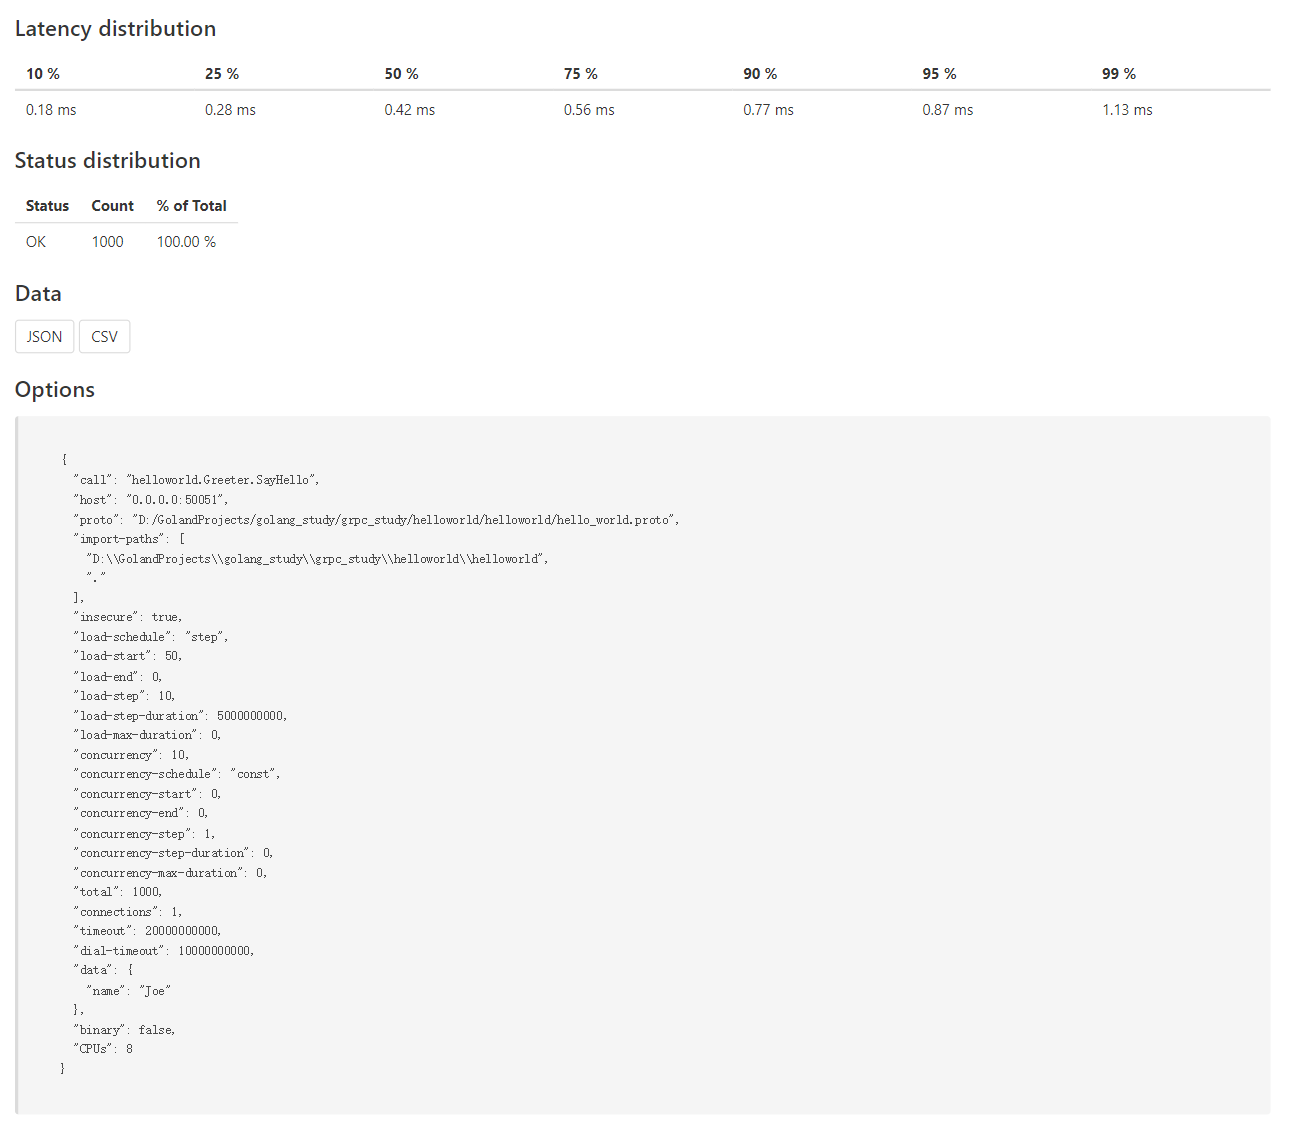 Latency distribution
10 % 25 % 50 % 75 % 90 % 95 % 99 %
0.18 ms 0.28 ms 0.42 ms 0.56 ms 0.77 ms 0.87 ms 1.13 ms
Status distribution
Status Count % of Total
OK 1000 100.00 %
Data
JSON CSV
Options
{
  "call": "helloworld.Greeter.SayHello",
  "host": "0.0.0.0:50051",
  "proto": "D:/GolandProjects/golang_study/grpc_study/helloworld/helloworld/hello_world.proto",
  "import-paths": [
    "D:\\GolandProjects\\golang_study\\grpc_study\\helloworld\\helloworld",
    "."
  ],
  "insecure": true,
  "load-schedule": "step",
  "load-start": 50,
  "load-end": 0,
  "load-step": 10,
  "load-step-duration": 5000000000,
  "load-max-duration": 0,
  "concurrency": 10,
  "concurrency-schedule": "const",
  "concurrency-start": 0,
  "concurrency-end": 0,
  "concurrency-step": 1,
  "concurrency-step-duration": 0,
  "concurrency-max-duration": 0,
  "total": 1000,
  "connections": 1,
  "timeout": 20000000000,
  "dial-timeout": 10000000000,
  "data": {
    "name": "Joe"
  },
  "binary": false,
  "CPUs": 8
}